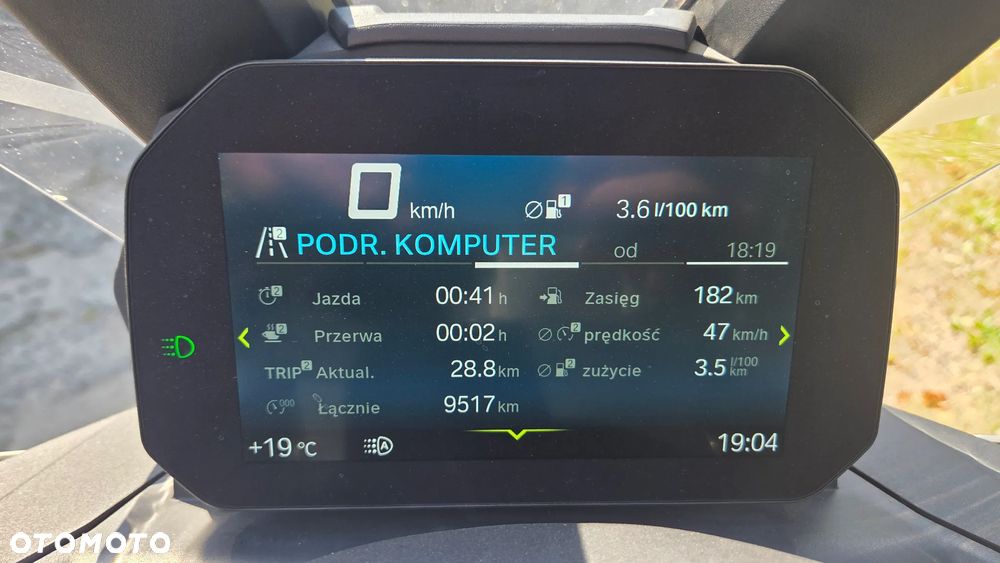 0 km/h 1 3.6 l/100 km
2 PODR. KOMPUTER od 18:19
2 Jazda 00:41 h Zasięg 182 km
2 Przerwa 00:02 h 2 prędkość 47 km/h
TRIP 2 Aktual. 28.8 km 2 zużycie 3.5 l/100 km
000 Łącznie 9517 km
+19 °C A 19:04
OTOMOTO